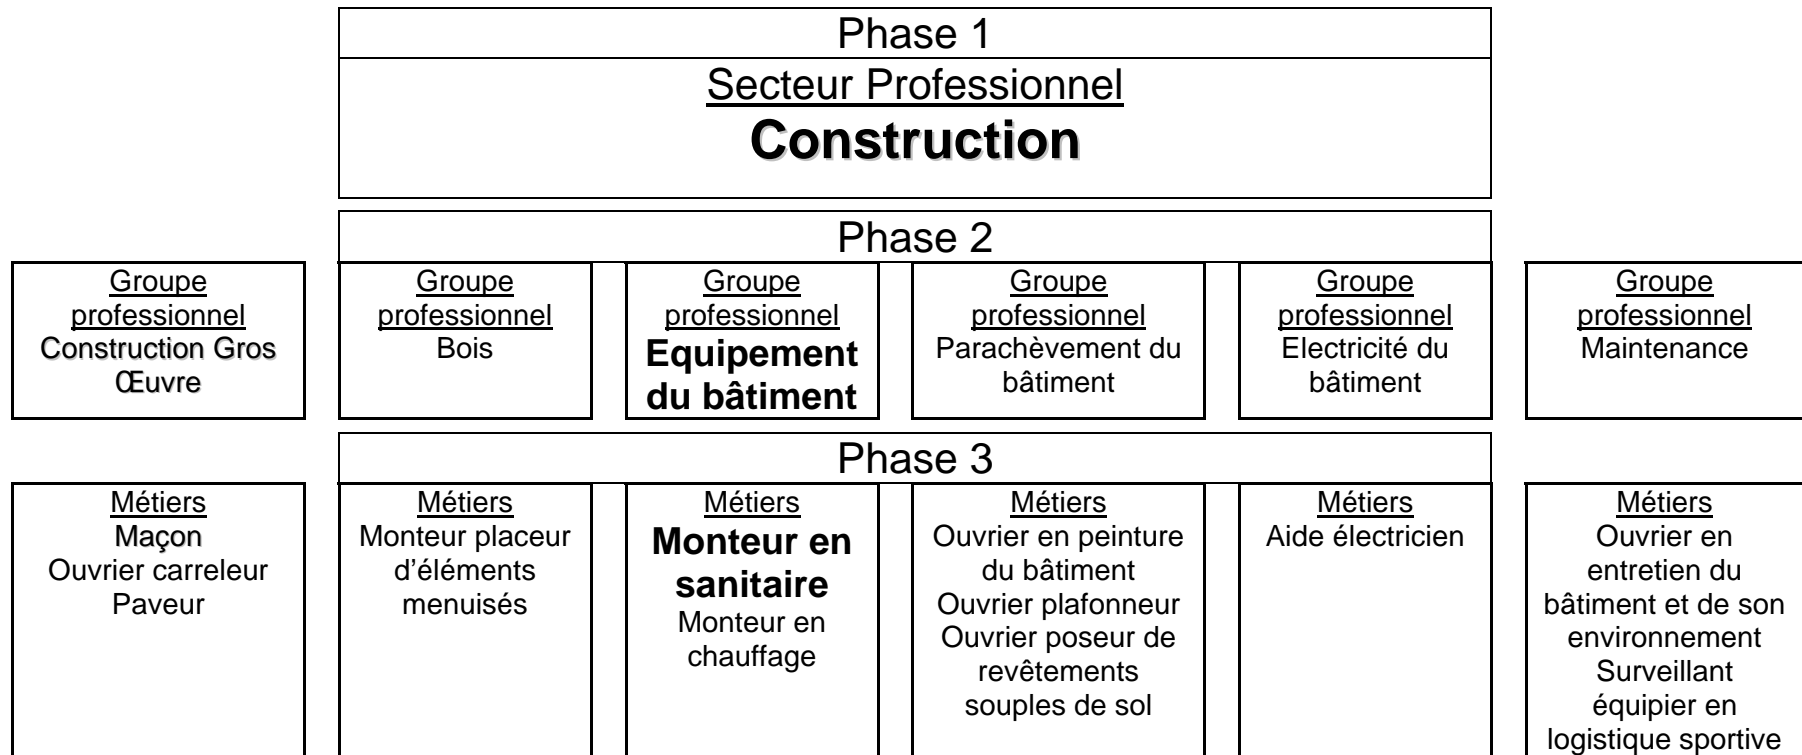 Phase 1
Secteur Professionnel
Construction
Phase 2
Groupe
professionnel
Construction Gros
Œuvre
Groupe
professionnel
Bois
Groupe
professionnel
Equipement
du bâtiment
Groupe
professionnel
Parachèvement du
bâtiment
Groupe
professionnel
Electricité du
bâtiment
Groupe
professionnel
Maintenance
Phase 3
Métiers
Maçon
Ouvrier carreleur
Paveur
Métiers
Monteur placeur
d’éléments
menuisés
Métiers
Monteur en
sanitaire
Monteur en
chauffage
Métiers
Ouvrier en peinture
du bâtiment
Ouvrier plafonneur
Ouvrier poseur de
revêtements
souples de sol
Métiers
Aide électricien
Métiers
Ouvrier en
entretien du
bâtiment et de son
environnement
Surveillant
équipier en
logistique sportive